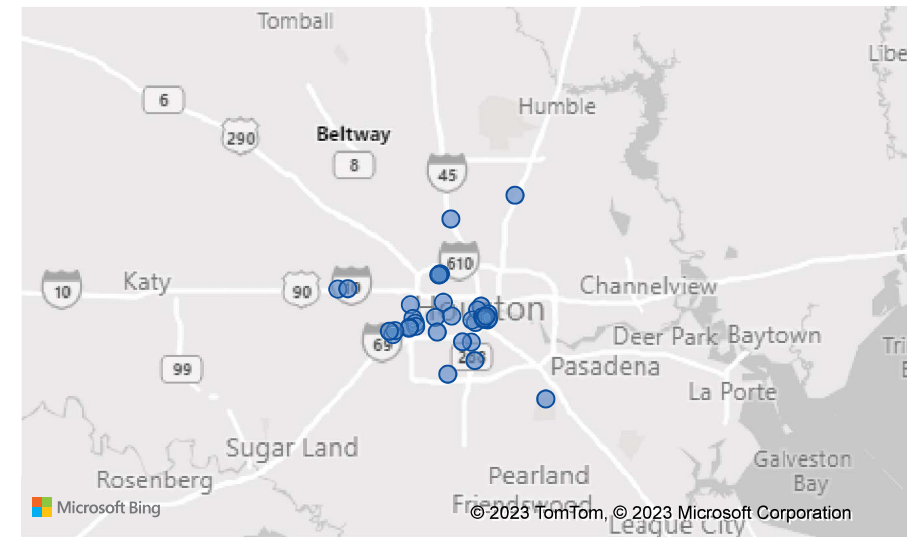 Tomball
Libe
6
Humble
290
Beltway
8
45
610
Katy
10
90
Channelview
Houston
Deer Park
Baytown
69
Tri
99
Pasadena
La Porte
Sugar Land
Galveston
Bay
Rosenberg
Pearland
Microsoft Bing
Friendswood
© 2023 TomTom, © 2023 Microsoft Corporation
League City